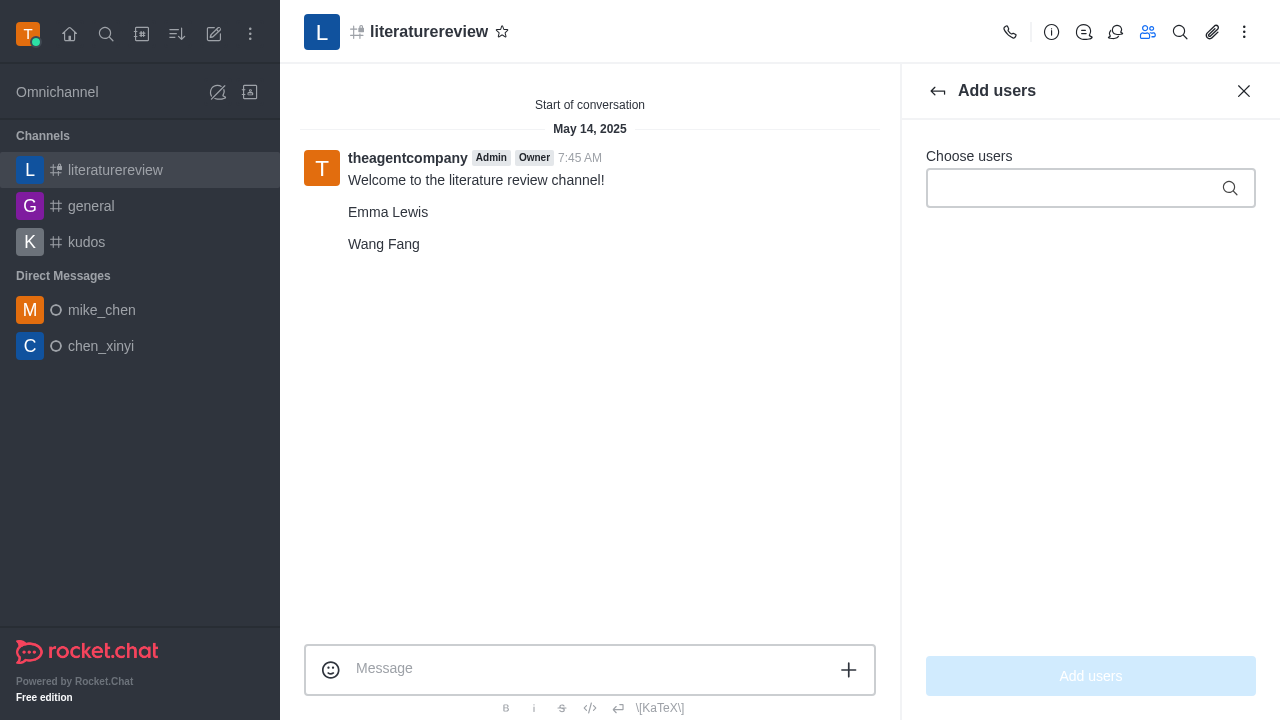 T
Omnichannel
Channels
L literaturereview
G general
K kudos
Direct Messages
M mike_chen
C chen_xinyi
rocket.chat
Powered by Rocket.Chat
Free edition
L literaturereview
Start of conversation
May 14, 2025
T theagentcompany Admin Owner 7:45 AM
Welcome to the literature review channel!
Emma Lewis
Wang Fang
Message
B i S </> \[KaTeX\]
Add users
Choose users
Add users